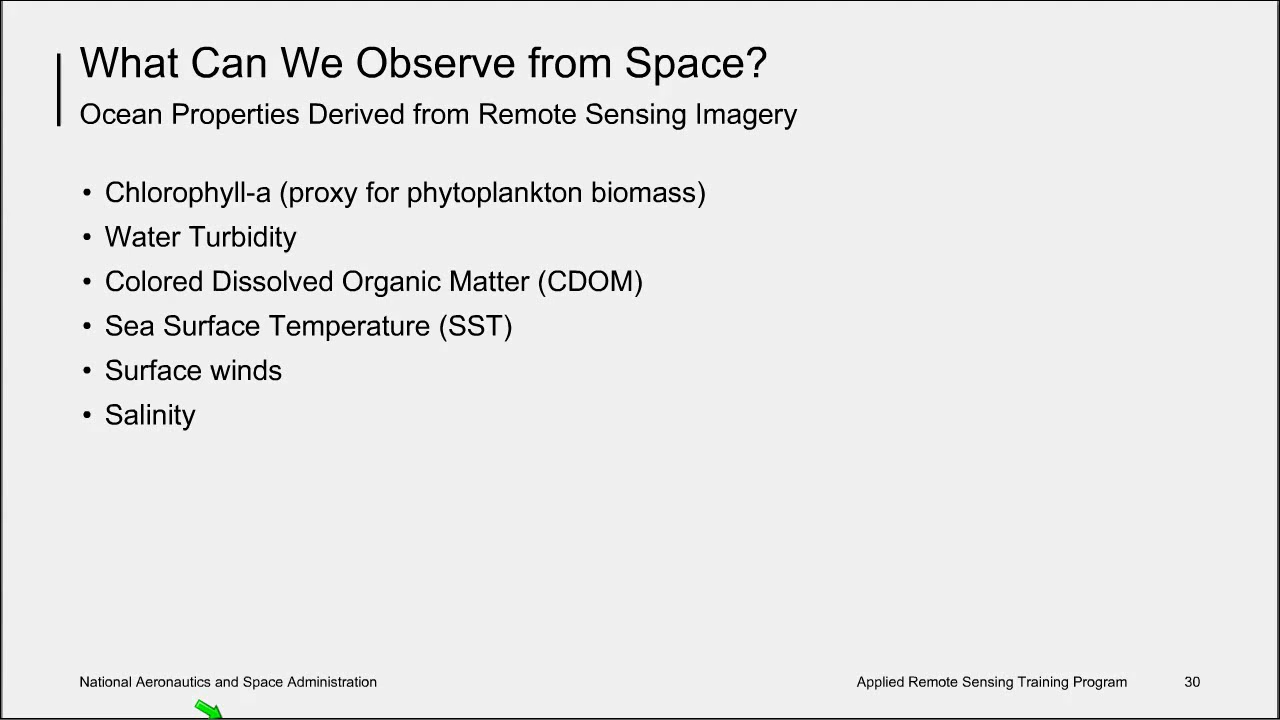 What Can We Observe from Space?
Ocean Properties Derived from Remote Sensing Imagery
• Chlorophyll-a (proxy for phytoplankton biomass)
• Water Turbidity
• Colored Dissolved Organic Matter (CDOM)
• Sea Surface Temperature (SST)
• Surface winds
• Salinity
National Aeronautics and Space Administration
Applied Remote Sensing Training Program
30